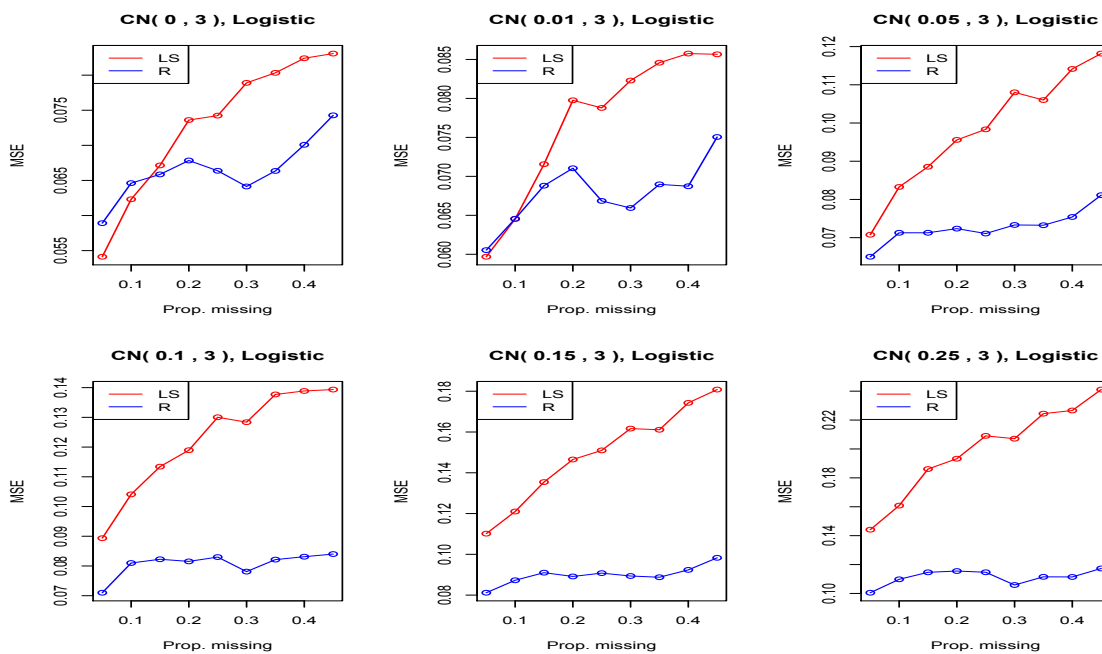 CN( 0 , 3 ), Logistic
LS
R
MSE
0.055
0.065
0.075
0.1
0.2
0.3
0.4
Prop. missing
CN( 0.01 , 3 ), Logistic
LS
R
MSE
0.060
0.065
0.070
0.075
0.080
0.085
0.1
0.2
0.3
0.4
Prop. missing
CN( 0.05 , 3 ), Logistic
LS
R
MSE
0.07
0.08
0.09
0.10
0.11
0.12
0.1
0.2
0.3
0.4
Prop. missing
CN( 0.1 , 3 ), Logistic
LS
R
MSE
0.07
0.08
0.09
0.10
0.11
0.12
0.13
0.14
0.1
0.2
0.3
0.4
Prop. missing
CN( 0.15 , 3 ), Logistic
LS
R
MSE
0.08
0.10
0.12
0.14
0.16
0.18
0.1
0.2
0.3
0.4
Prop. missing
CN( 0.25 , 3 ), Logistic
LS
R
MSE
0.10
0.14
0.18
0.22
0.1
0.2
0.3
0.4
Prop. missing